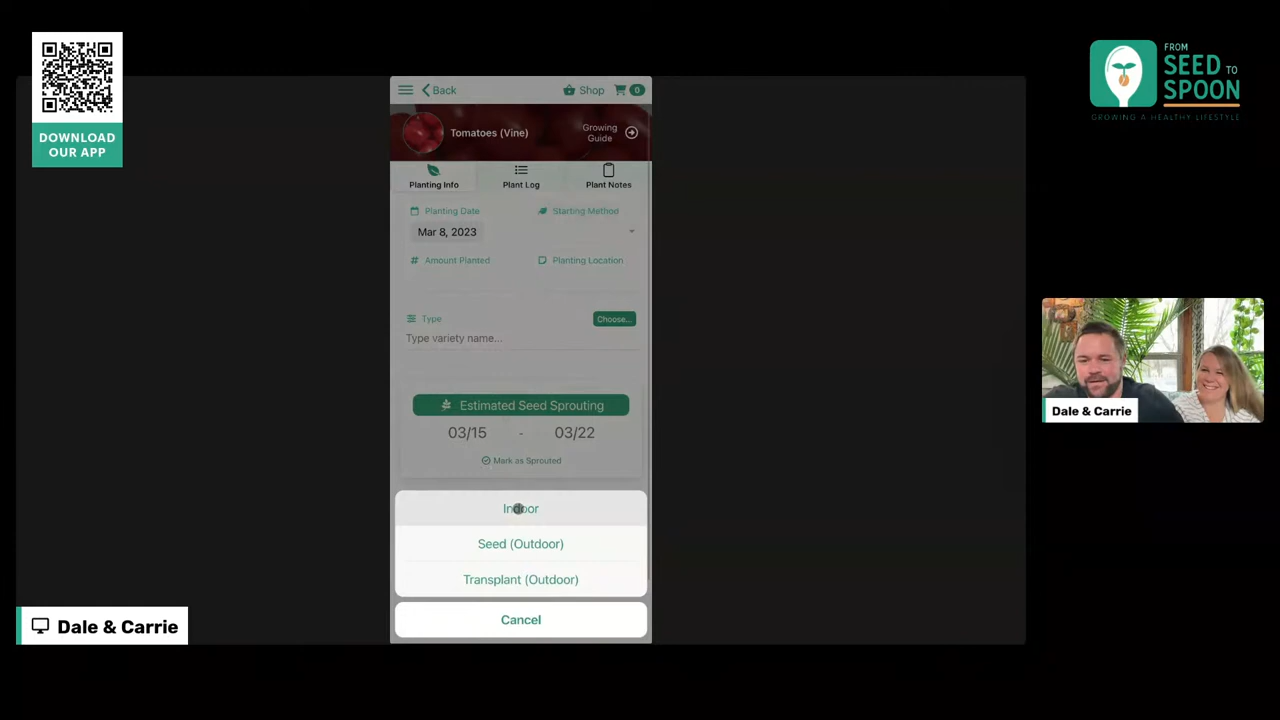 DOWNLOAD
OUR APP
FROM
SEED TO
SPOON
GROWING A HEALTHY LIFESTYLE
Back
Shop
0
Tomatoes (Vine)
Growing
Guide
Planting Info
Plant Log
Plant Notes
Planting Date
Starting Method
Mar 8, 2023
# Amount Planted
Planting Location
Type
Choose...
Type variety name...
Estimated Seed Sprouting
03/15 - 03/22
Mark as Sprouted
Indoor
Seed (Outdoor)
Transplant (Outdoor)
Cancel
Dale & Carrie
Dale & Carrie